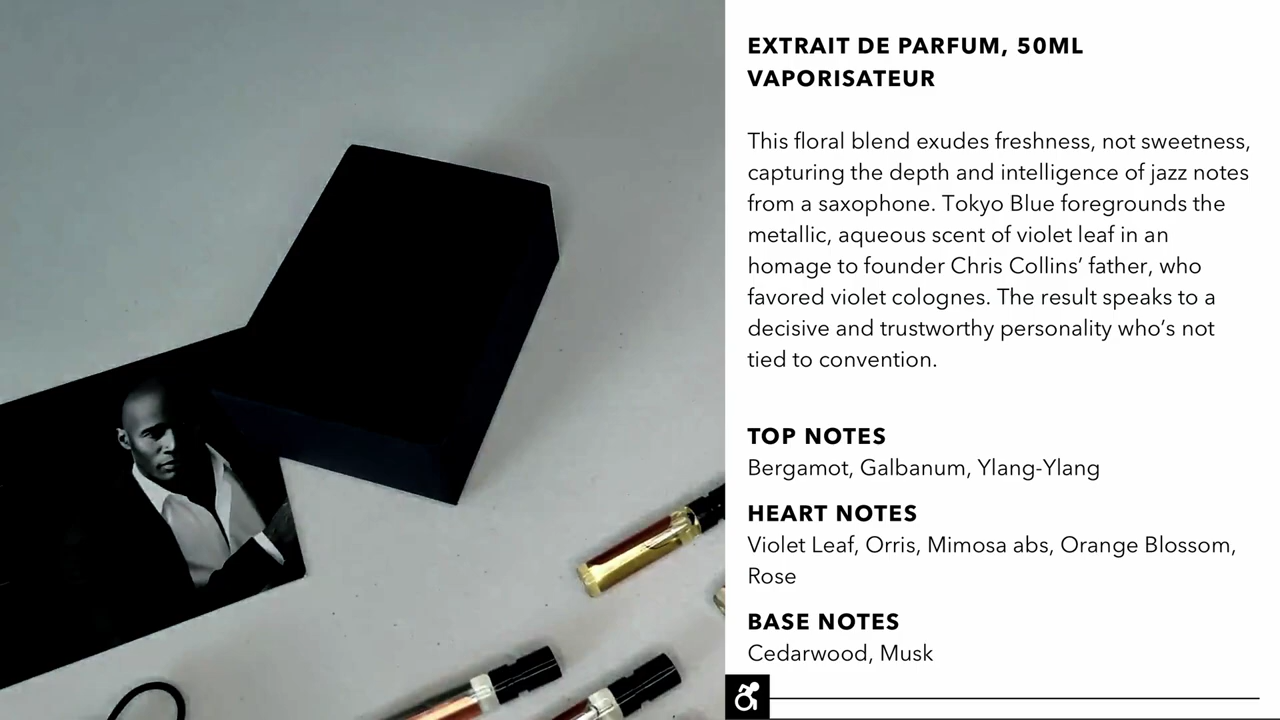 EXTRAIT DE PARFUM, 50ML
VAPORISATEUR
This floral blend exudes freshness, not sweetness,
capturing the depth and intelligence of jazz notes
from a saxophone. Tokyo Blue foregrounds the
metallic, aqueous scent of violet leaf in an
homage to founder Chris Collins’ father, who
favored violet colognes. The result speaks to a
decisive and trustworthy personality who’s not
tied to convention.
TOP NOTES
Bergamot, Galbanum, Ylang-Ylang
HEART NOTES
Violet Leaf, Orris, Mimosa abs, Orange Blossom,
Rose
BASE NOTES
Cedarwood, Musk